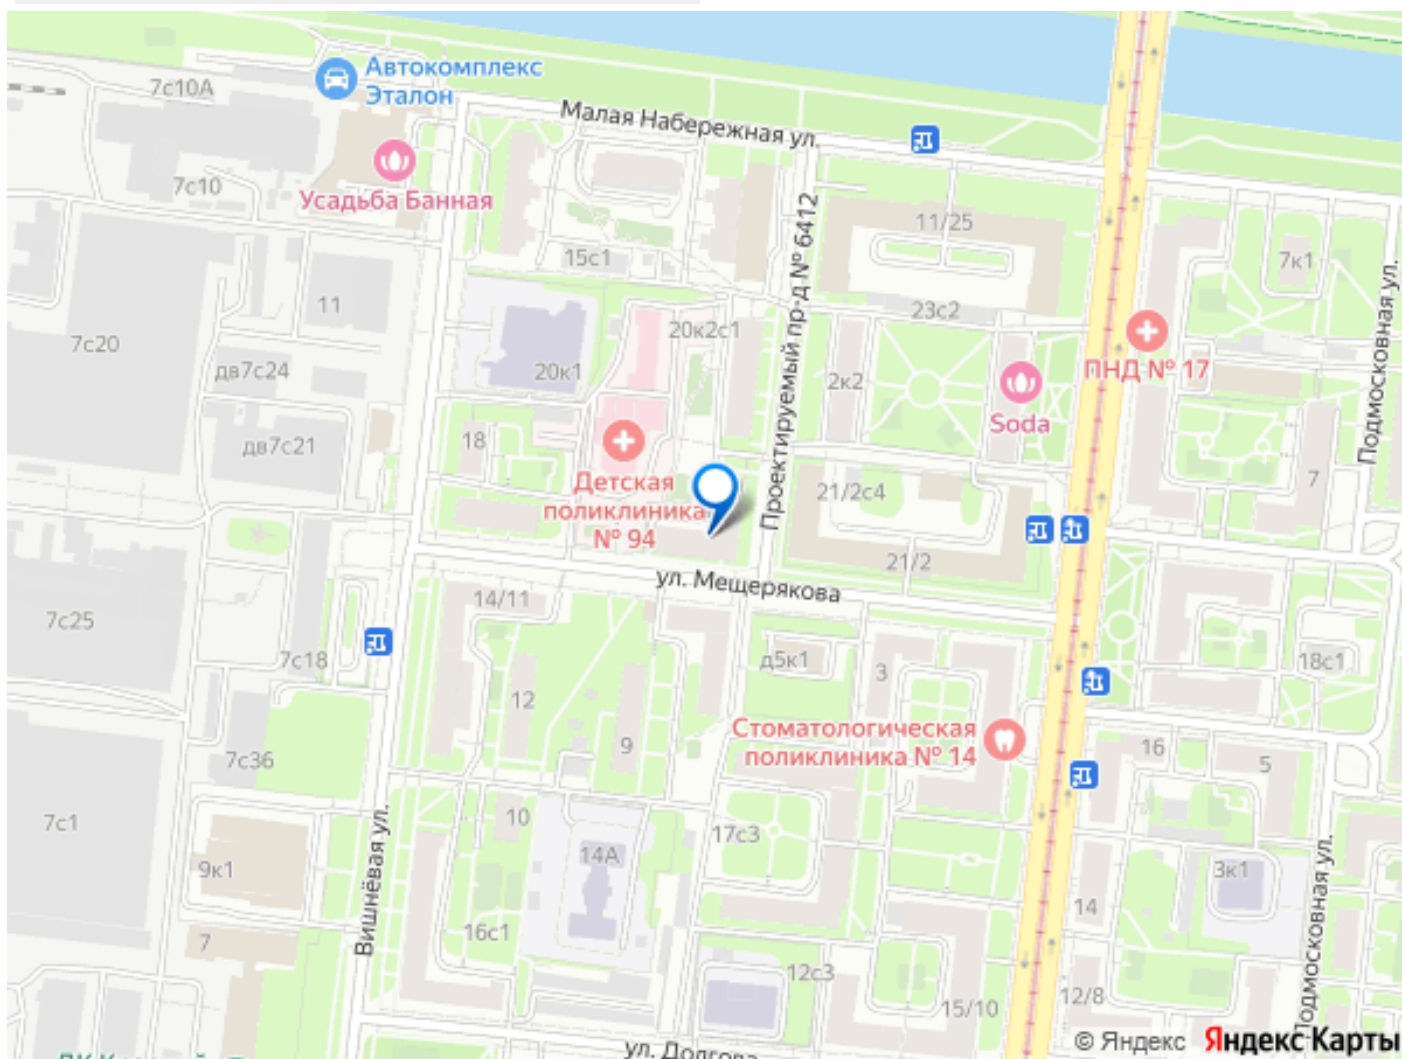 Автокомплекс
Эталон
7с10А
Малая Набережная ул.
7с10
Усадьба Банная
11/25
15с1
7к1
11
23с2
Подмосковная ул.
7с20
20к2с1
Проектируемый пр-д № 6412
дв7с24
20к1
2к2
ПНД № 17
Soda
18
дв7с21
Детская
поликлиника
№ 94
21/2с4
7
21/2
ул. Мещерякова
14/11
7с25
7с18
д5к1
3
18с1
12
9
Стоматологическая
поликлиника № 14
16
5
7с36
7с1
10
17с3
Вишнёвая ул.
14А
9к1
3к1
14
Подмосковная ул.
7
16с1
12с3
15/10
12/8
ул. Долгова
© Яндекс
Яндекс Карты